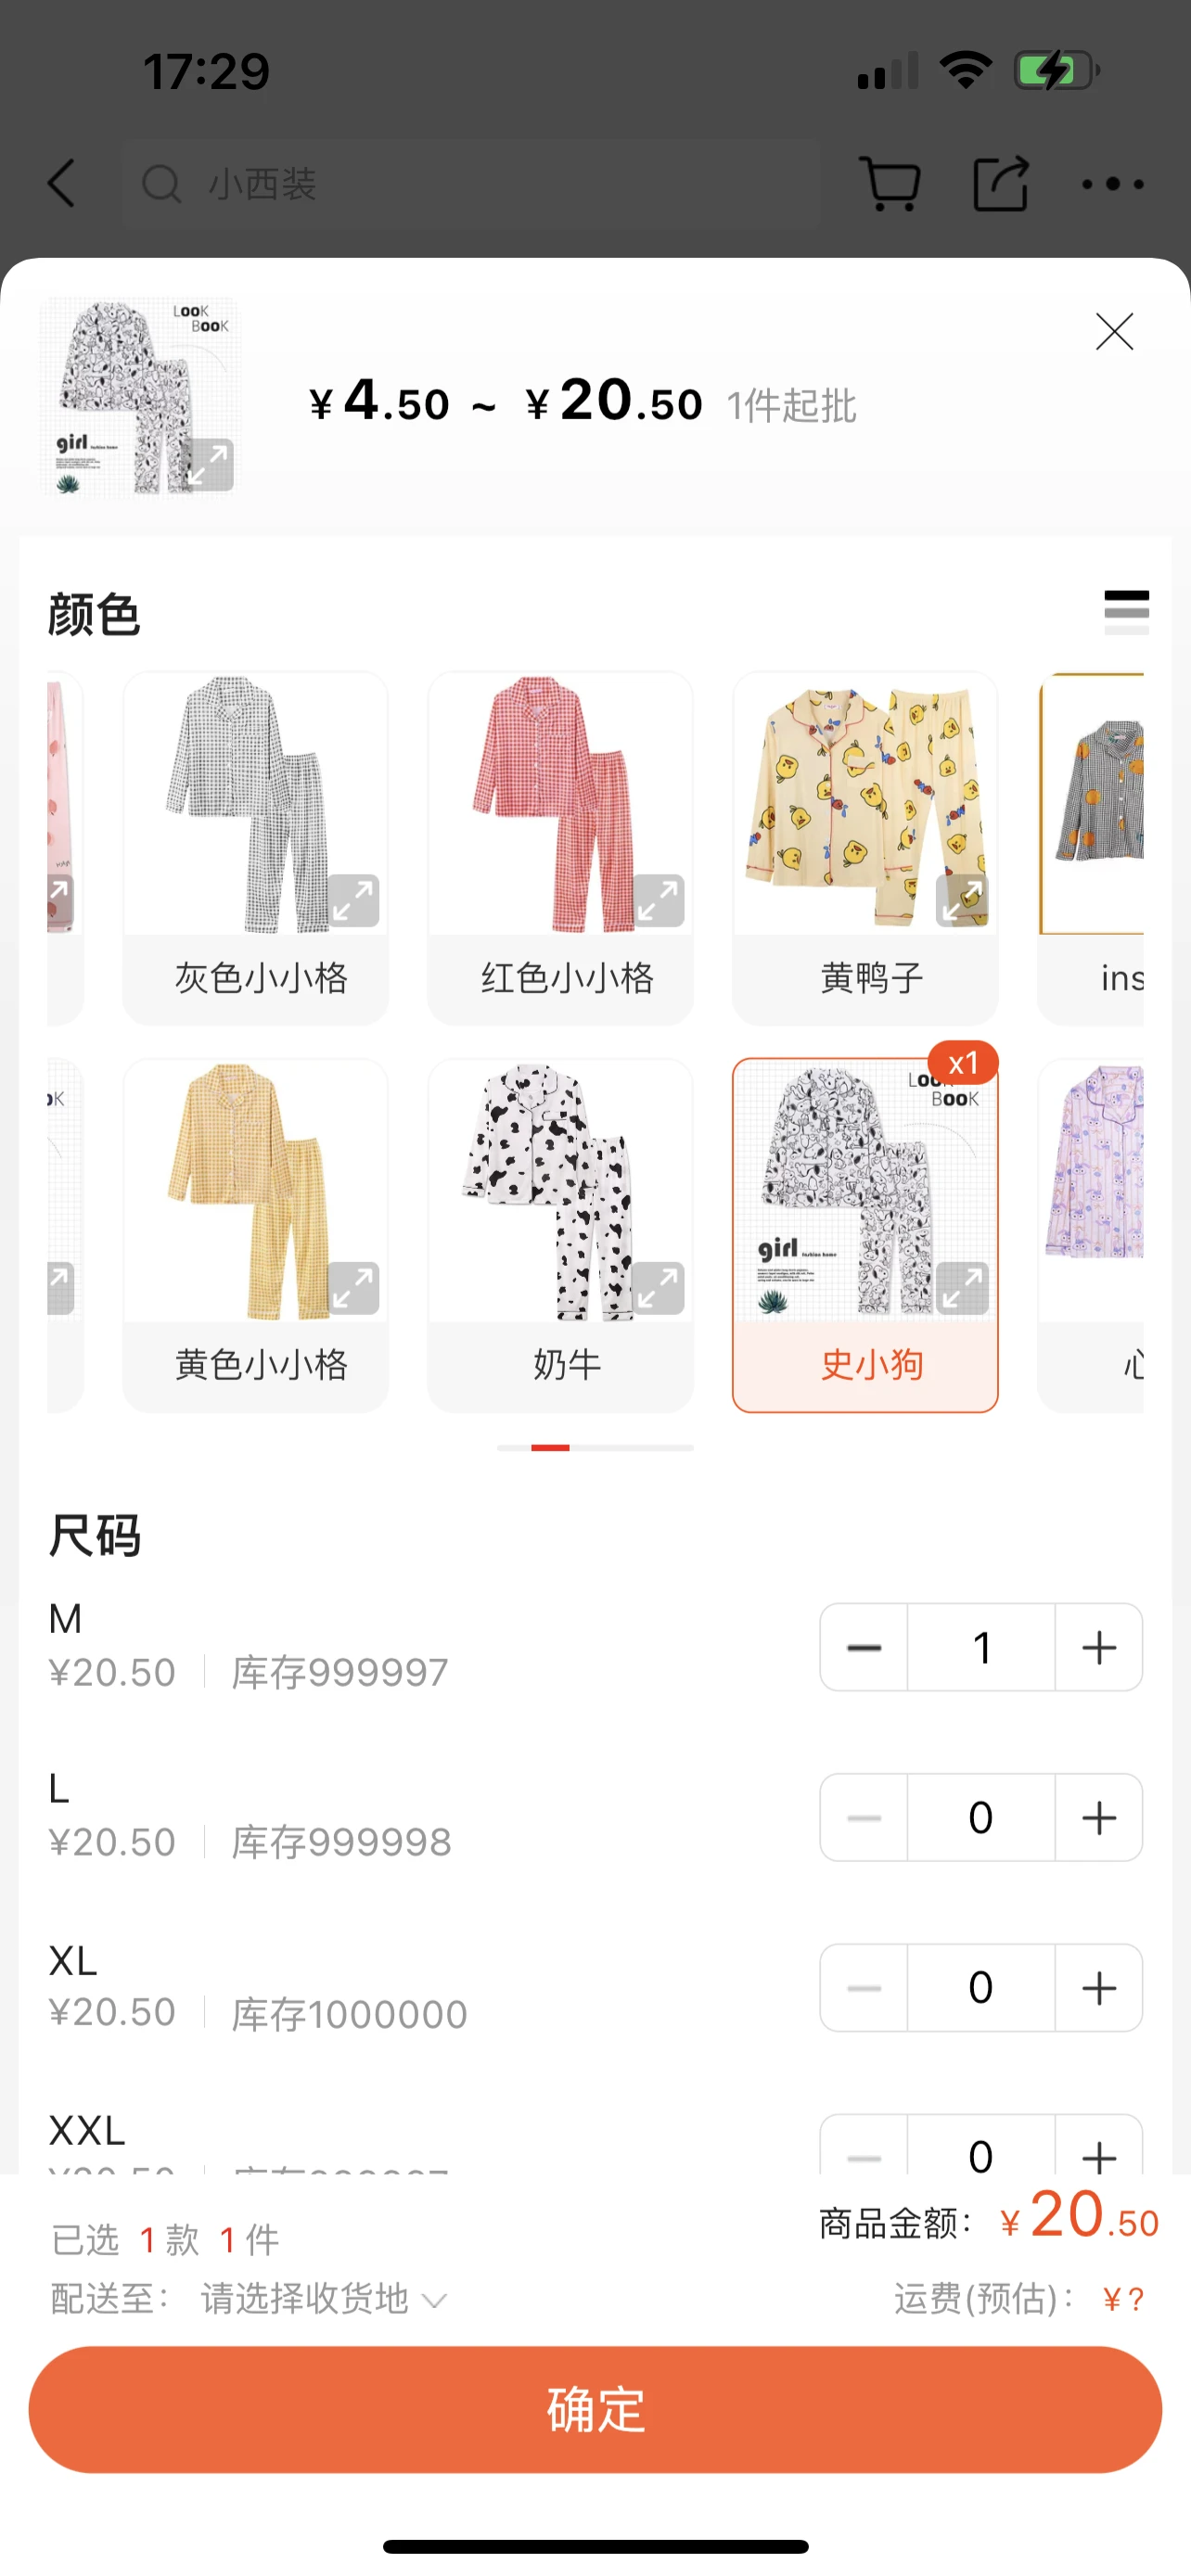 17:29
小西装
LooK
BooK
girl
¥4.50 ~ ¥20.50 1件起批
颜色
灰色小小格
红色小小格
黄鸭子
ins
x1
LooK
BooK
girl fashion home
黄色小小格
奶牛
史小狗
心
尺码
M
¥20.50 库存999997
1
L
¥20.50 库存999998
0
XL
¥20.50 库存1000000
0
XXL
0
已选 1 款 1 件
商品金额: ¥20.50
配送至: 请选择收货地
运费(预估): ¥?
确定